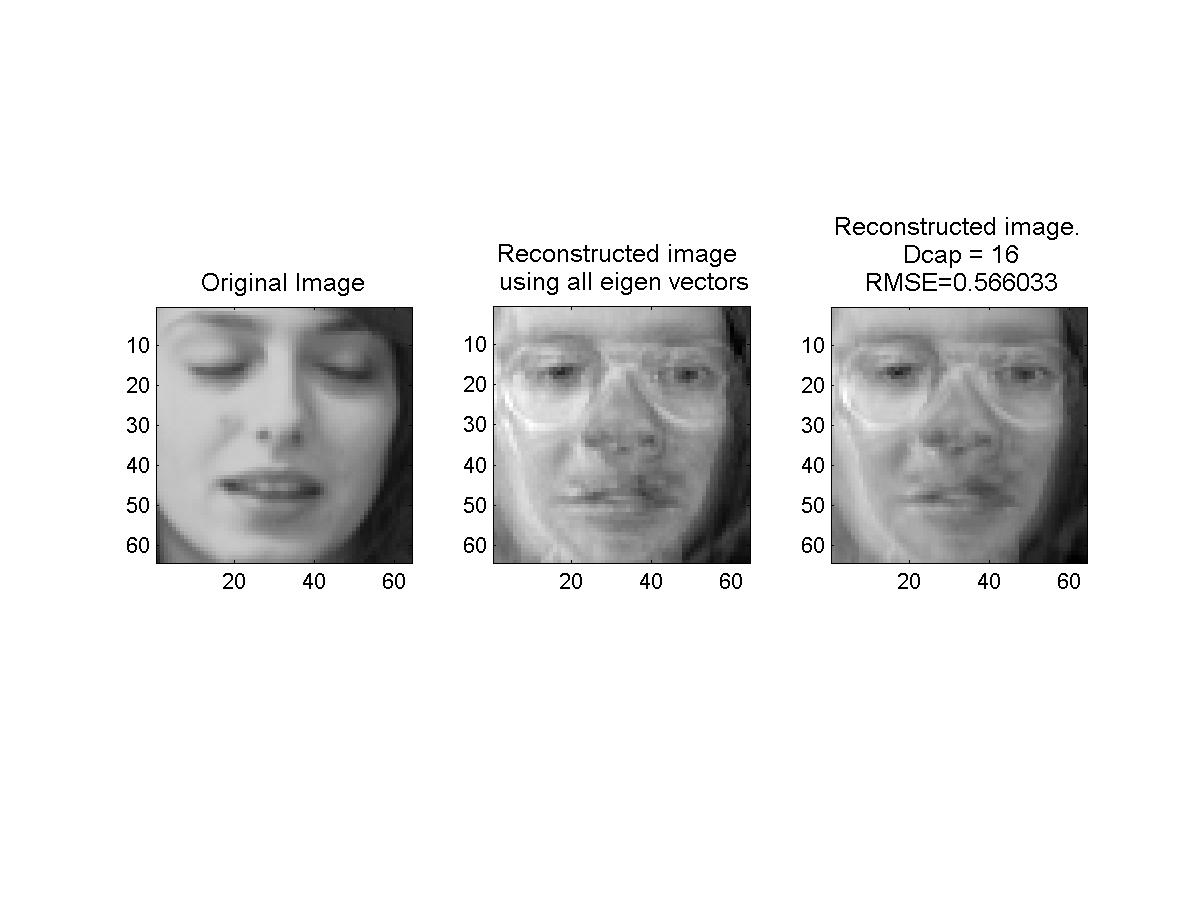 Original Image
10
20
30
40
50
60
20 40 60
Reconstructed image
using all eigen vectors
10
20
30
40
50
60
20 40 60
Reconstructed image.
Dcap = 16
RMSE=0.566033
10
20
30
40
50
60
20 40 60